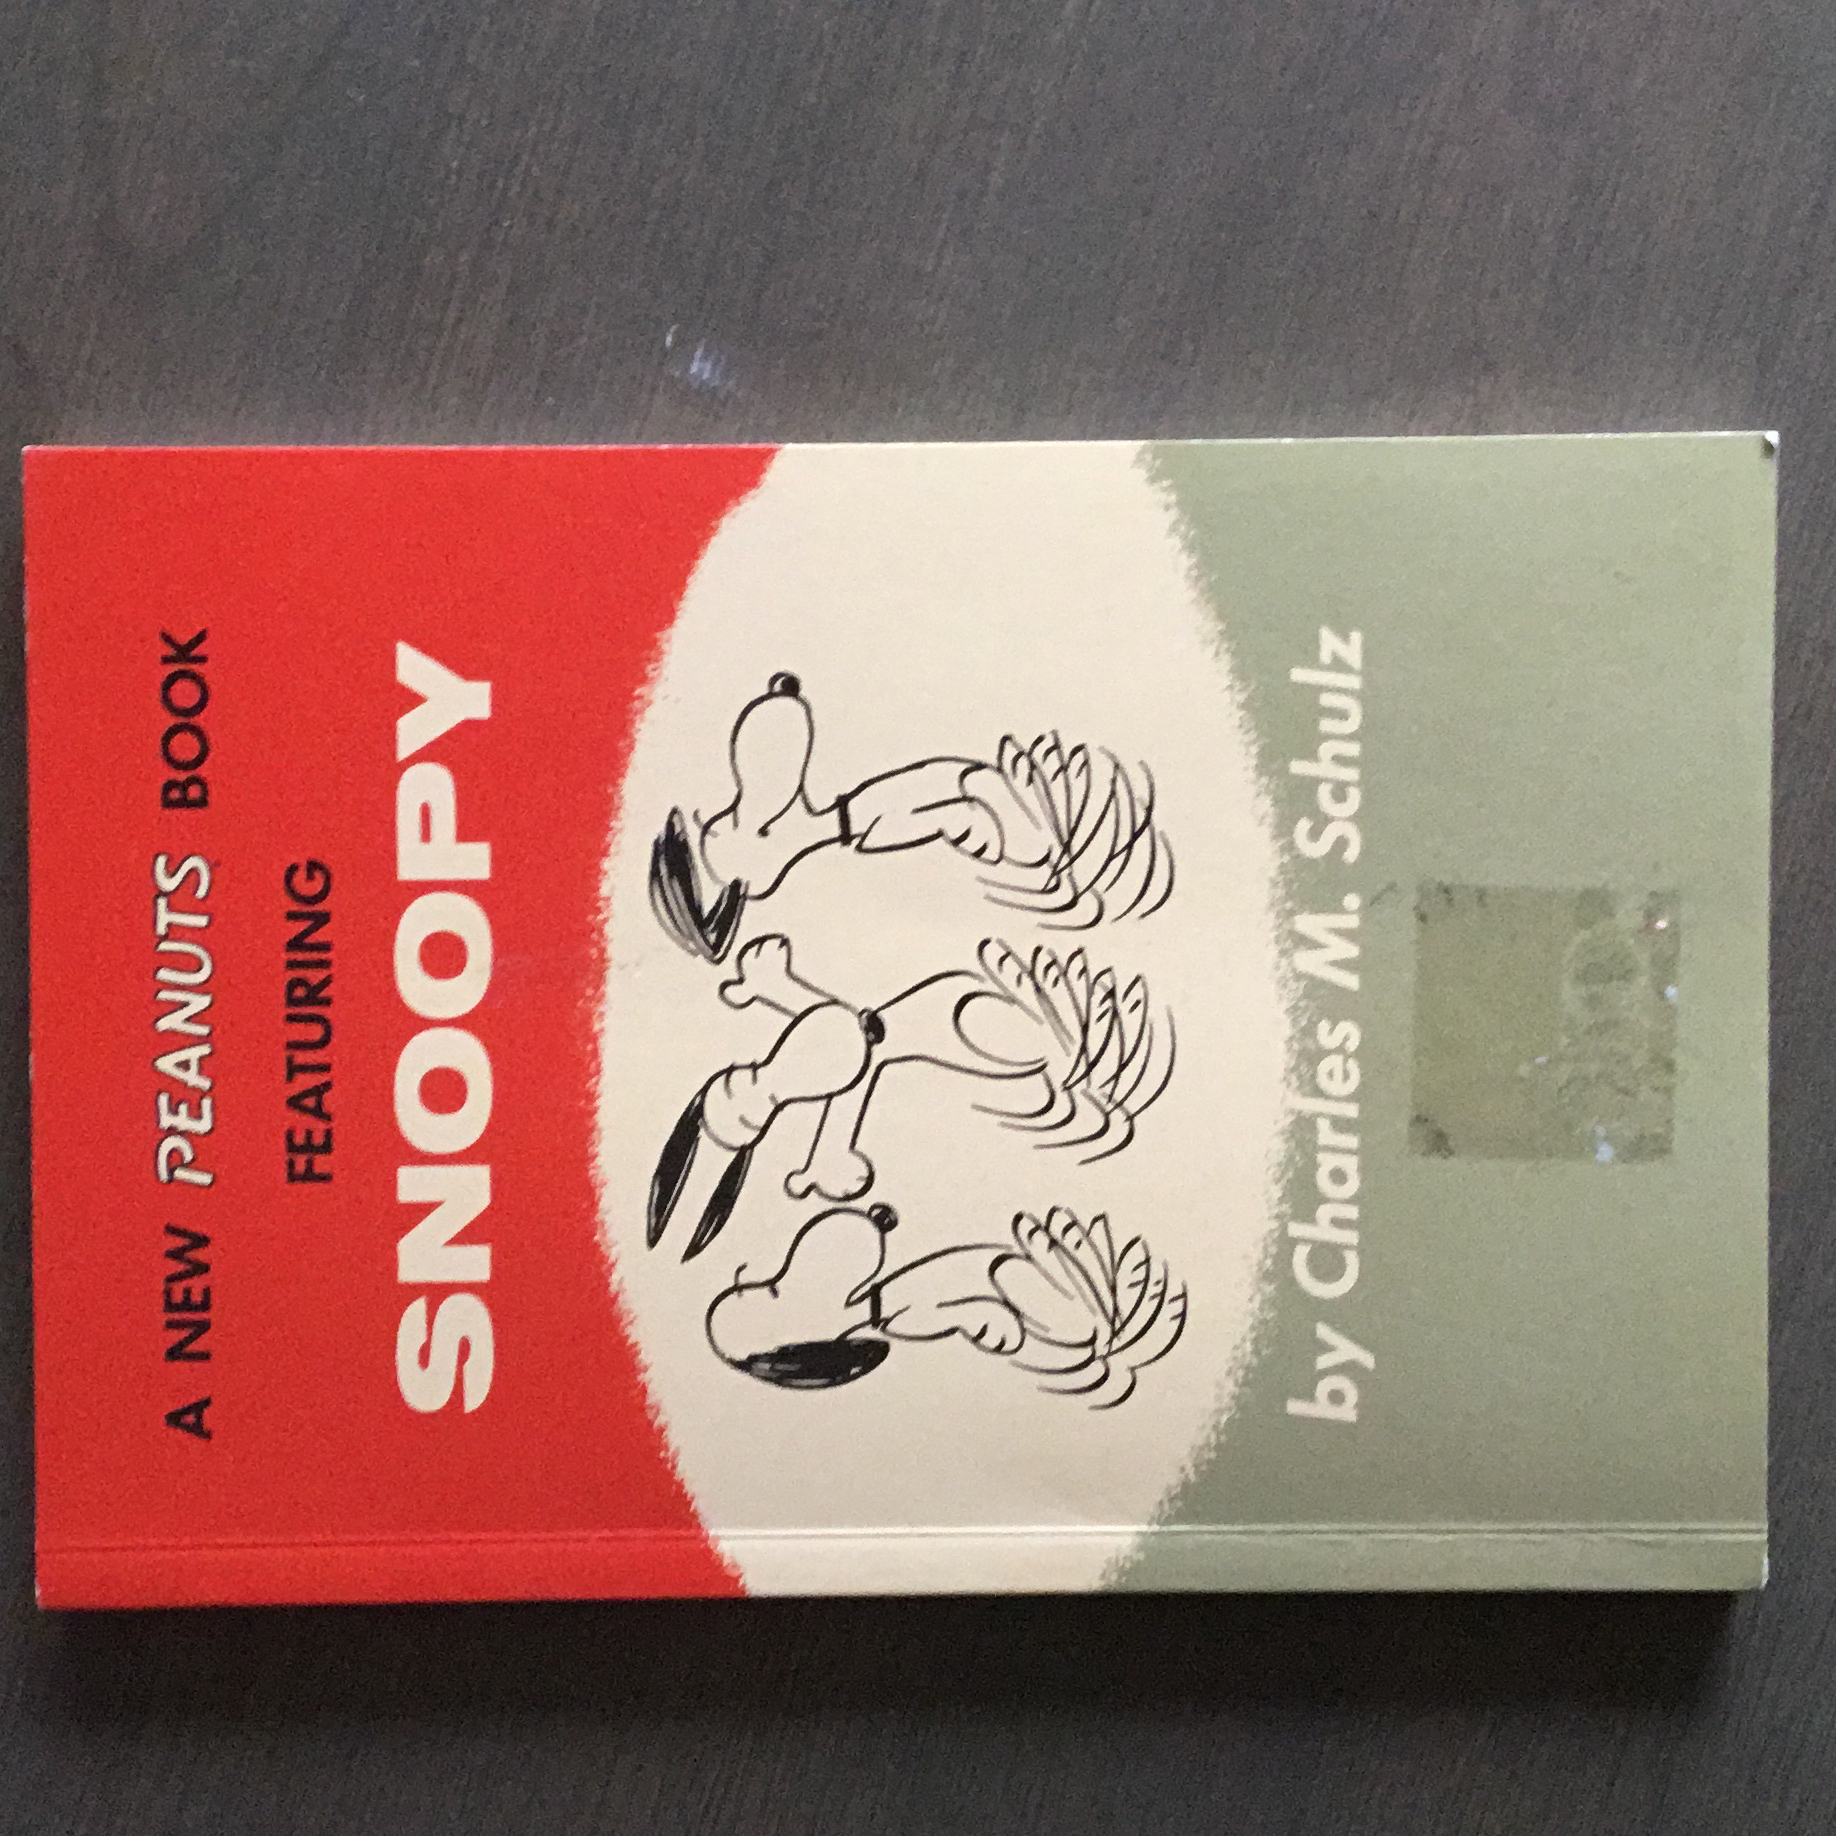 A NEW PEANUTS BOOK
FEATURING
SNOOPY
by Charles M. Schulz